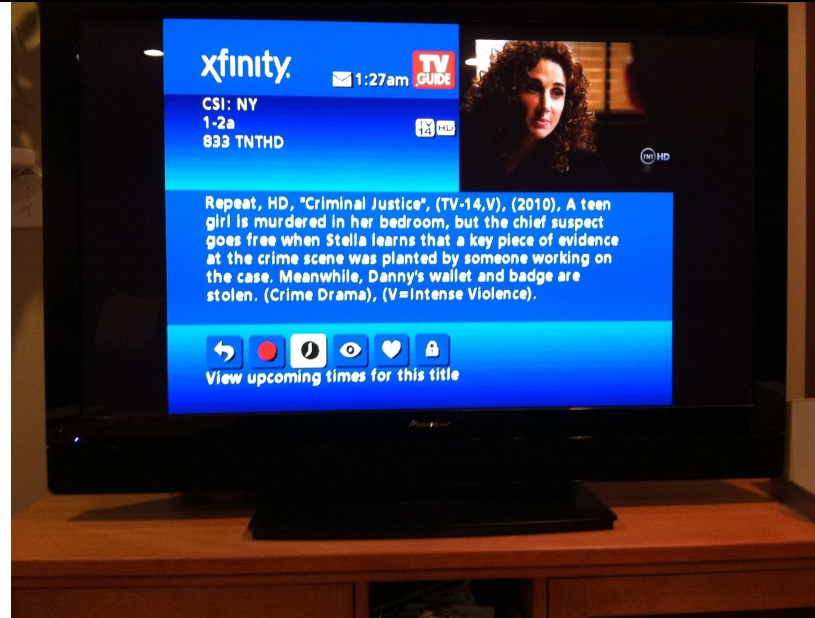 xfinity.
1:27am
TV
GUIDE
CSI: NY
1-2a
833 TNTHD
TV
14
HD
TNT HD
Repeat, HD, "Criminal Justice", (TV-14,V), (2010), A teen
girl is murdered in her bedroom, but the chief suspect
goes free when Stella learns that a key piece of evidence
at the crime scene was planted by someone working on
the case. Meanwhile, Danny's wallet and badge are
stolen. (Crime Drama), (V=Intense Violence).
View upcoming times for this title
Pioneer